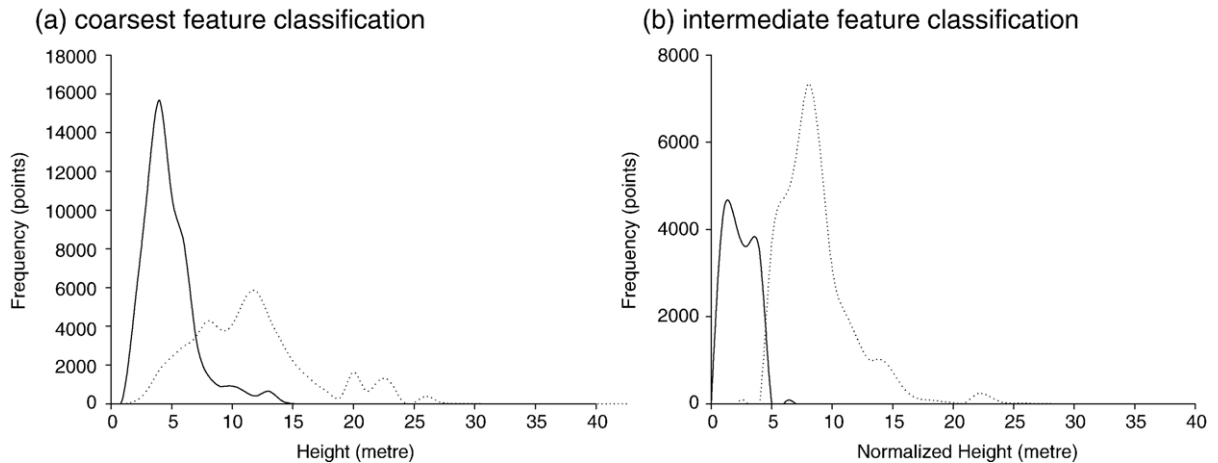 (a) coarsest feature classification
18000
16000
14000
12000
10000
8000
6000
4000
2000
0
Frequency (points)
0 5 10 15 20 25 30 35 40
Height (metre)
(b) intermediate feature classification
8000
6000
4000
2000
0
Frequency (points)
0 5 10 15 20 25 30 35 40
Normalized Height (metre)